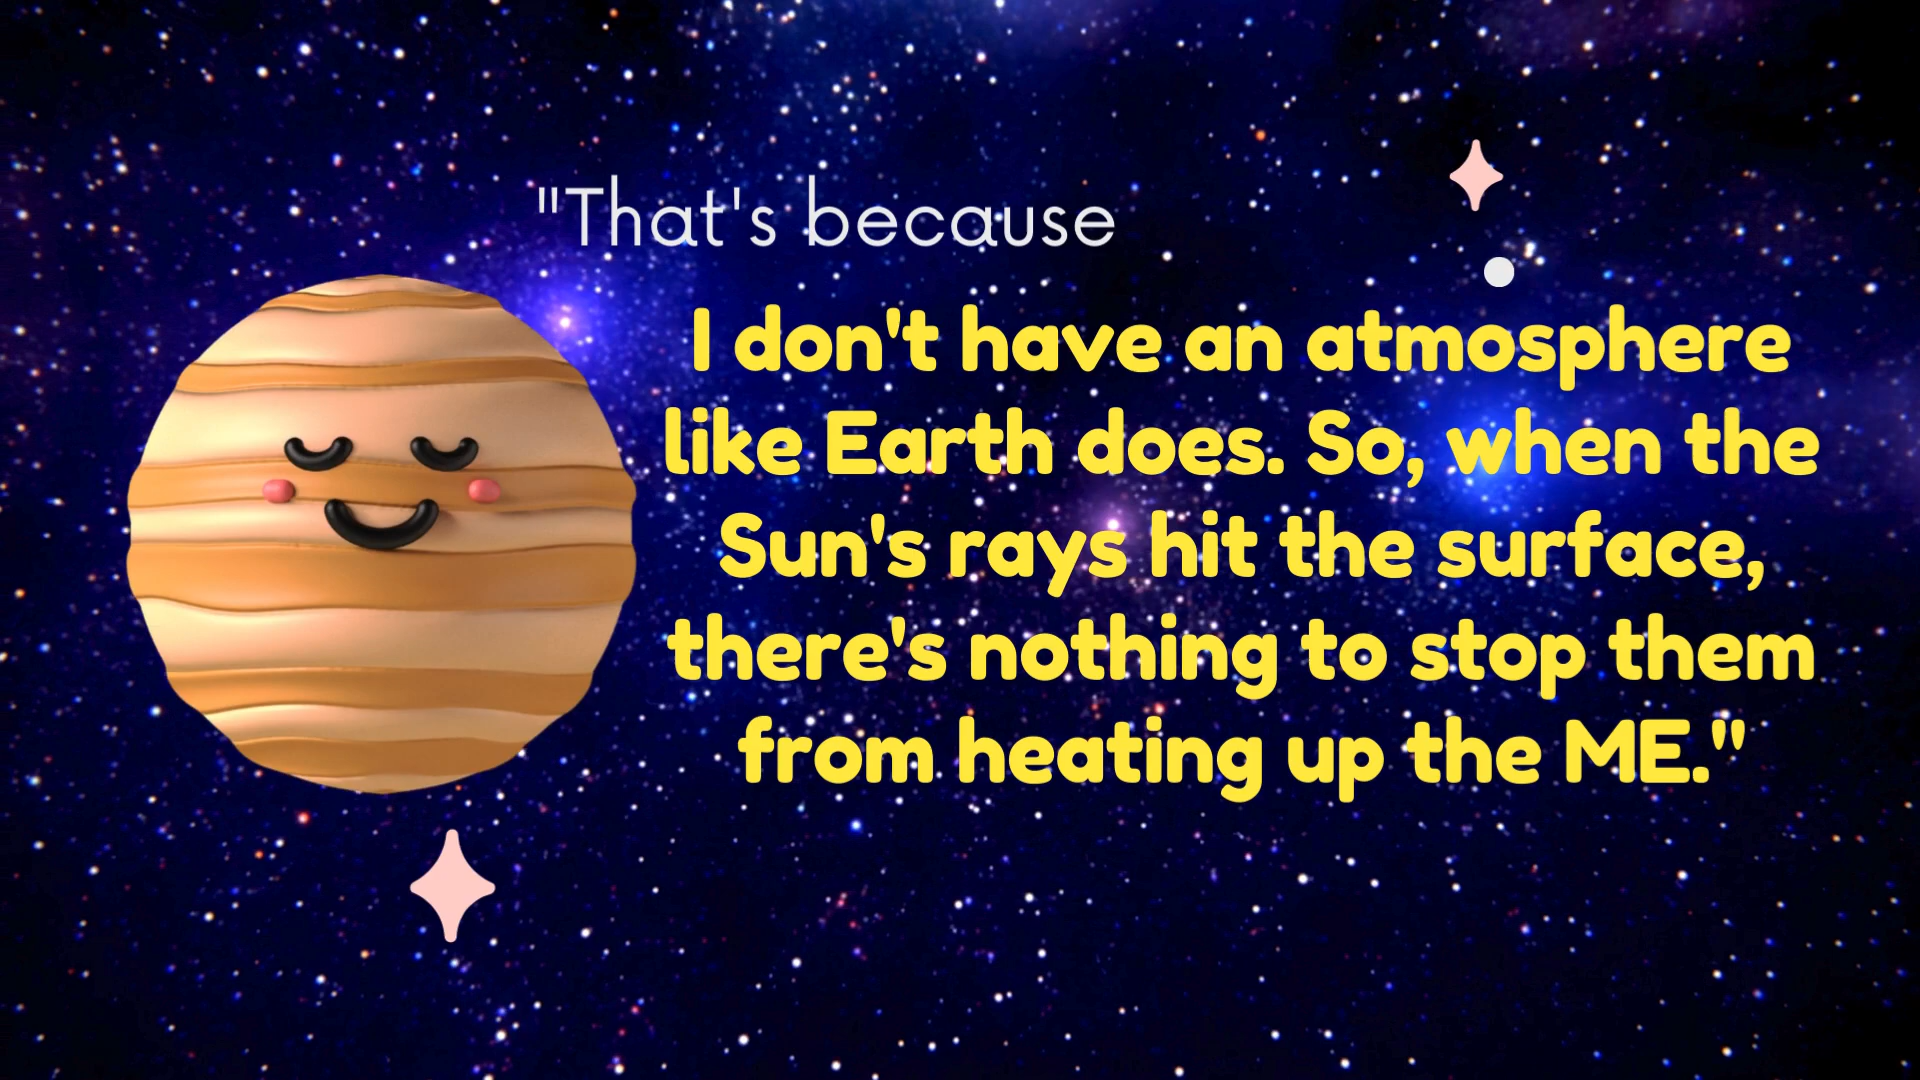 "That's because
I don't have an atmosphere
like Earth does. So, when the
Sun's rays hit the surface,
there's nothing to stop them
from heating up the ME."